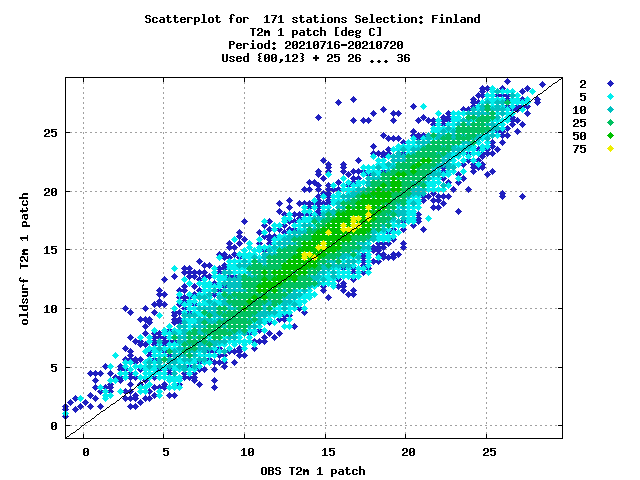 Scatterplot for  171 stations Selection: Finland
T2m 1 patch [deg C]
Period: 20210716-20210720
Used {00,12} + 25 26 ... 36
2
5
10
25
50
75
25
20
15
10
5
0
oldsurf T2m 1 patch
0 5 10 15 20 25
OBS T2m 1 patch